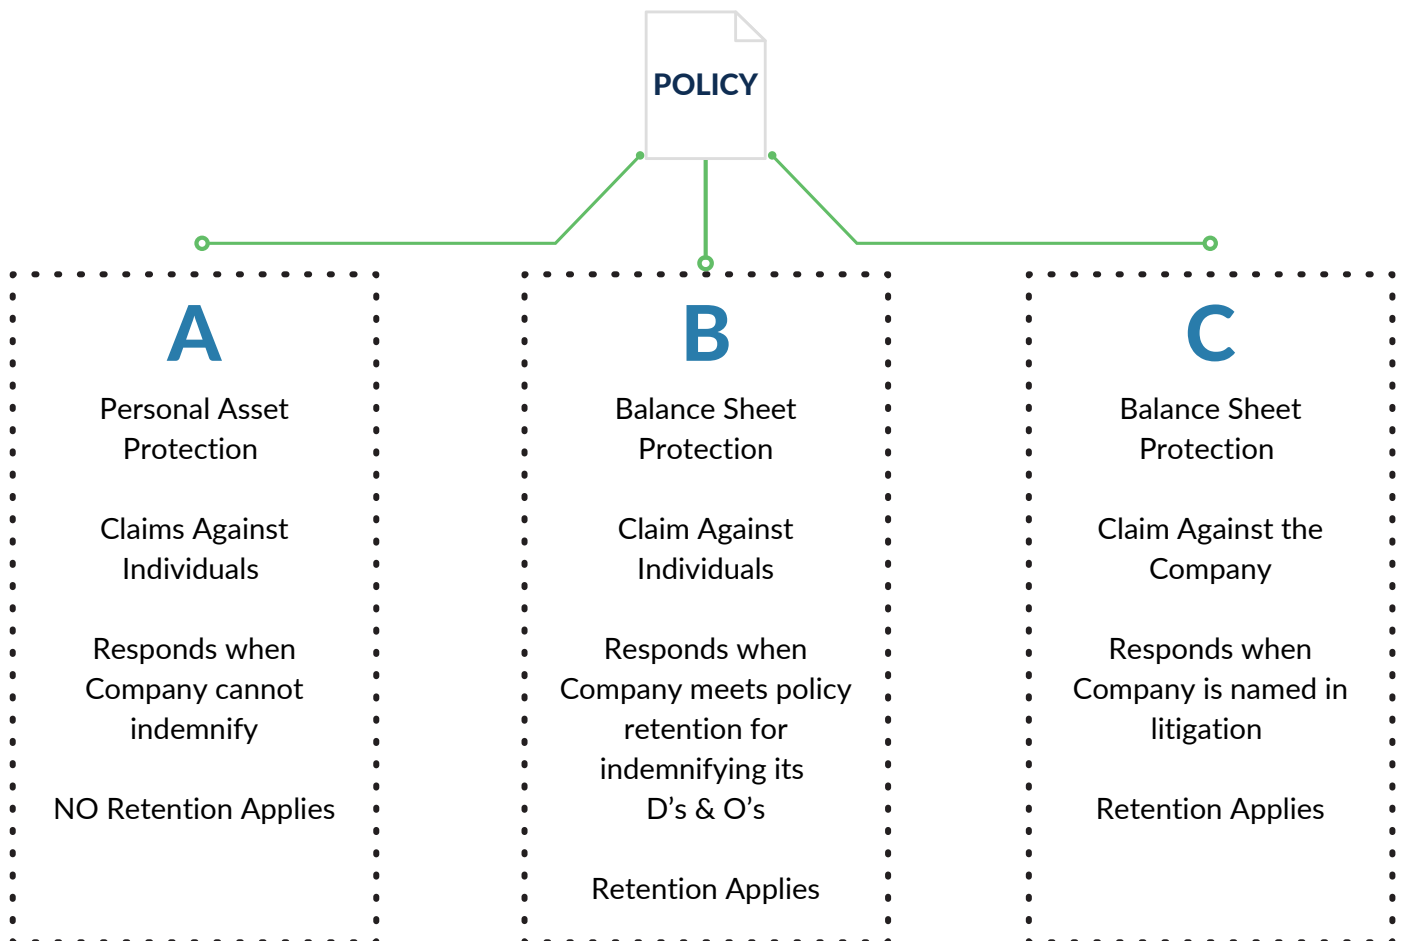 POLICY
A
Personal Asset
Protection
Claims Against
Individuals
Responds when
Company cannot
indemnify
NO Retention Applies
B
Balance Sheet
Protection
Claim Against
Individuals
Responds when
Company meets policy
retention for
indemnifying its
D’s & O’s
Retention Applies
C
Balance Sheet
Protection
Claim Against the
Company
Responds when
Company is named in
litigation
Retention Applies